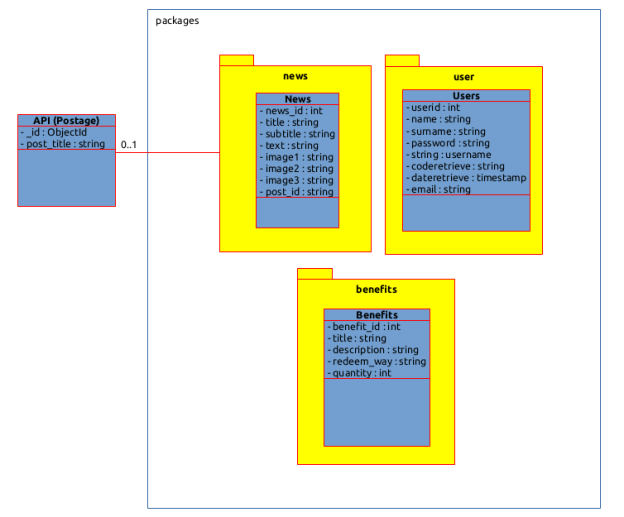 packages
API (Postage)
- _id : ObjectId
- post_title : string
0..1
news
News
- news_id : int
- title : string
- subtitle : string
- text : string
- image1 : string
- image2 : string
- image3 : string
- post_id : string
user
Users
- userid : int
- name : string
- surname : string
- password : string
- string : username
- coderetrieve : string
- dateretrieve : timestamp
- email : string
benefits
Benefits
- benefit_id : int
- title : string
- description : string
- redeem_way : string
- quantity : int